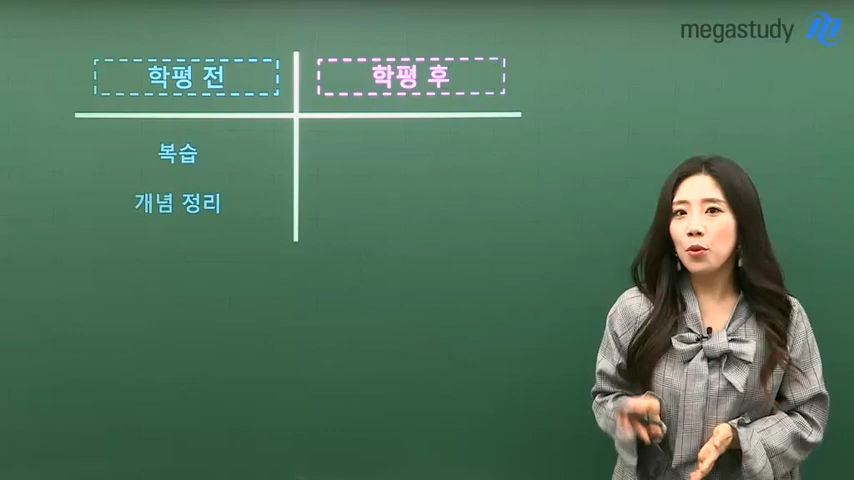 megastudy
학평 전
학평 후
복습
개념 정리